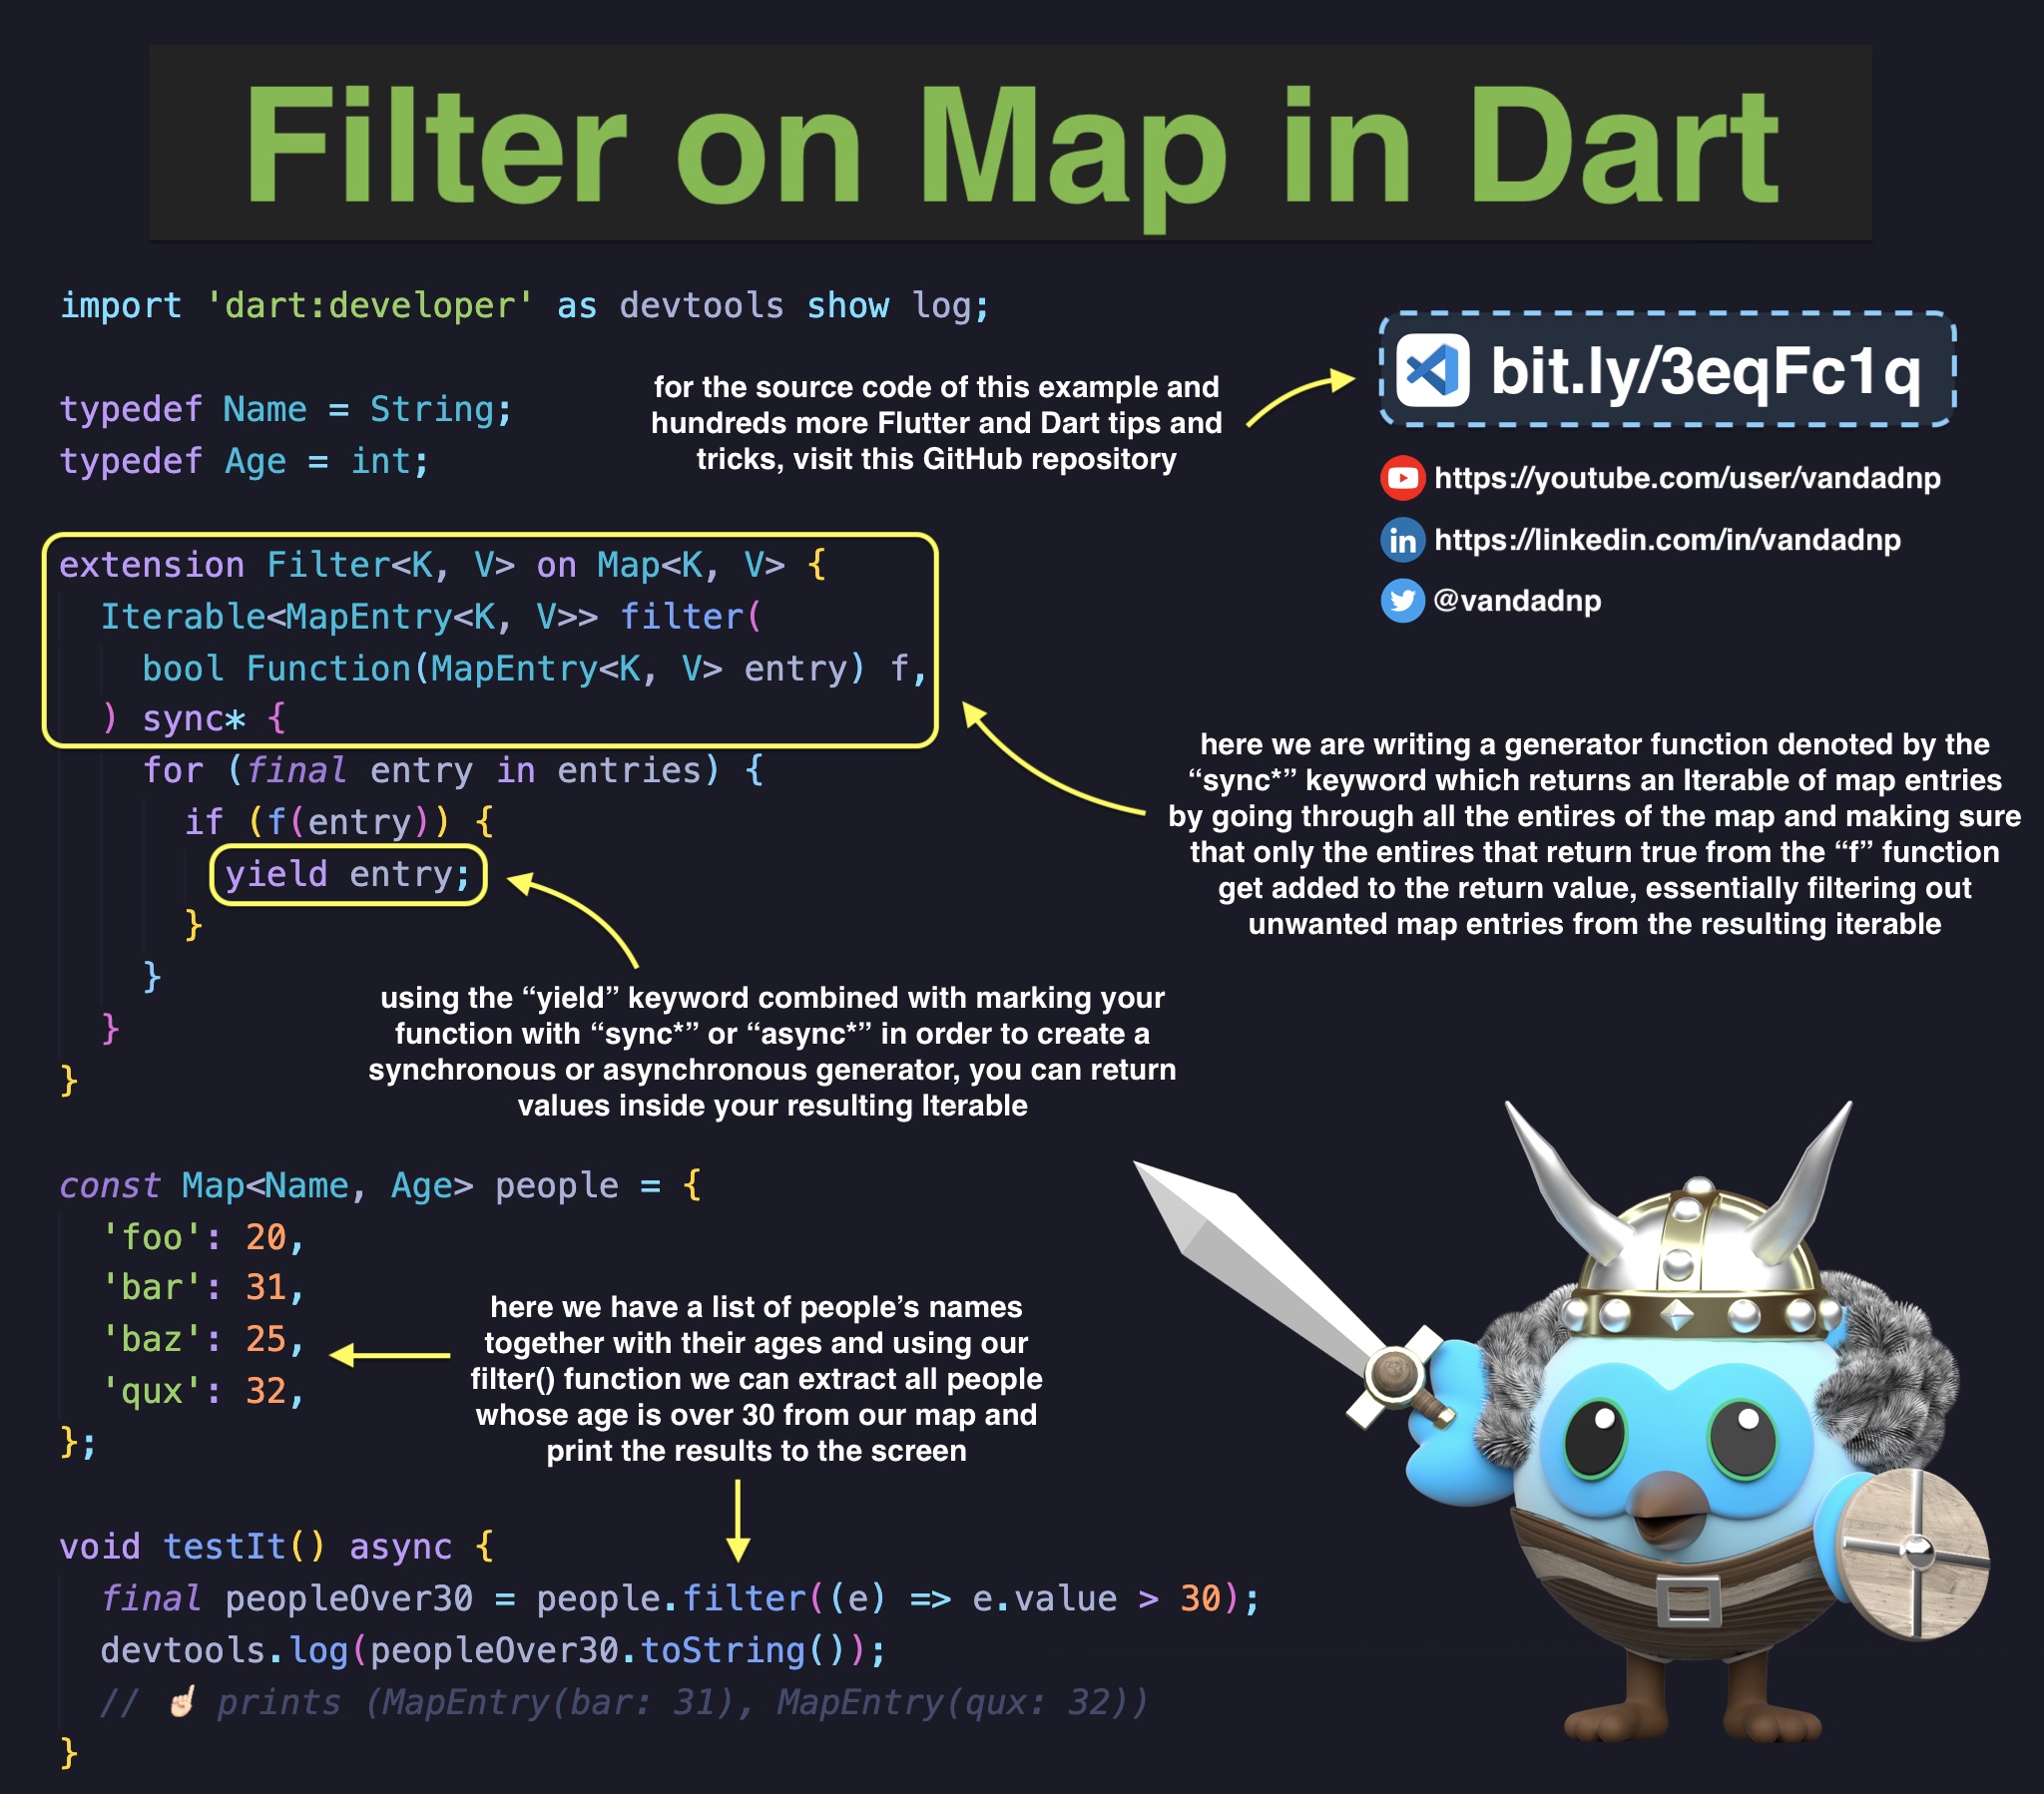 Filter on Map in Dart
import 'dart:developer' as devtools show log;
typedef Name = String;
typedef Age = int;
for the source code of this example and
hundreds more Flutter and Dart tips and
tricks, visit this GitHub repository
bit.ly/3eqFc1q
https://youtube.com/user/vandadnp
https://linkedin.com/in/vandadnp
@vandadnp
extension Filter<K, V> on Map<K, V> {
Iterable<MapEntry<K, V>> filter(
bool Function(MapEntry<K, V> entry) f,
) sync* {
for (final entry in entries) {
if (f(entry)) {
yield entry;
}
}
}
}
here we are writing a generator function denoted by the
“sync*” keyword which returns an Iterable of map entries
by going through all the entires of the map and making sure
that only the entires that return true from the “f” function
get added to the return value, essentially filtering out
unwanted map entries from the resulting iterable
using the “yield” keyword combined with marking your
function with “sync*” or “async*” in order to create a
synchronous or asynchronous generator, you can return
values inside your resulting Iterable
const Map<Name, Age> people = {
'foo': 20,
'bar': 31,
'baz': 25,
'qux': 32,
};
here we have a list of people’s names
together with their ages and using our
filter() function we can extract all people
whose age is over 30 from our map and
print the results to the screen
void testIt() async {
final peopleOver30 = people.filter((e) => e.value > 30);
devtools.log(peopleOver30.toString());
// ☝🏻 prints (MapEntry(bar: 31), MapEntry(qux: 32))
}